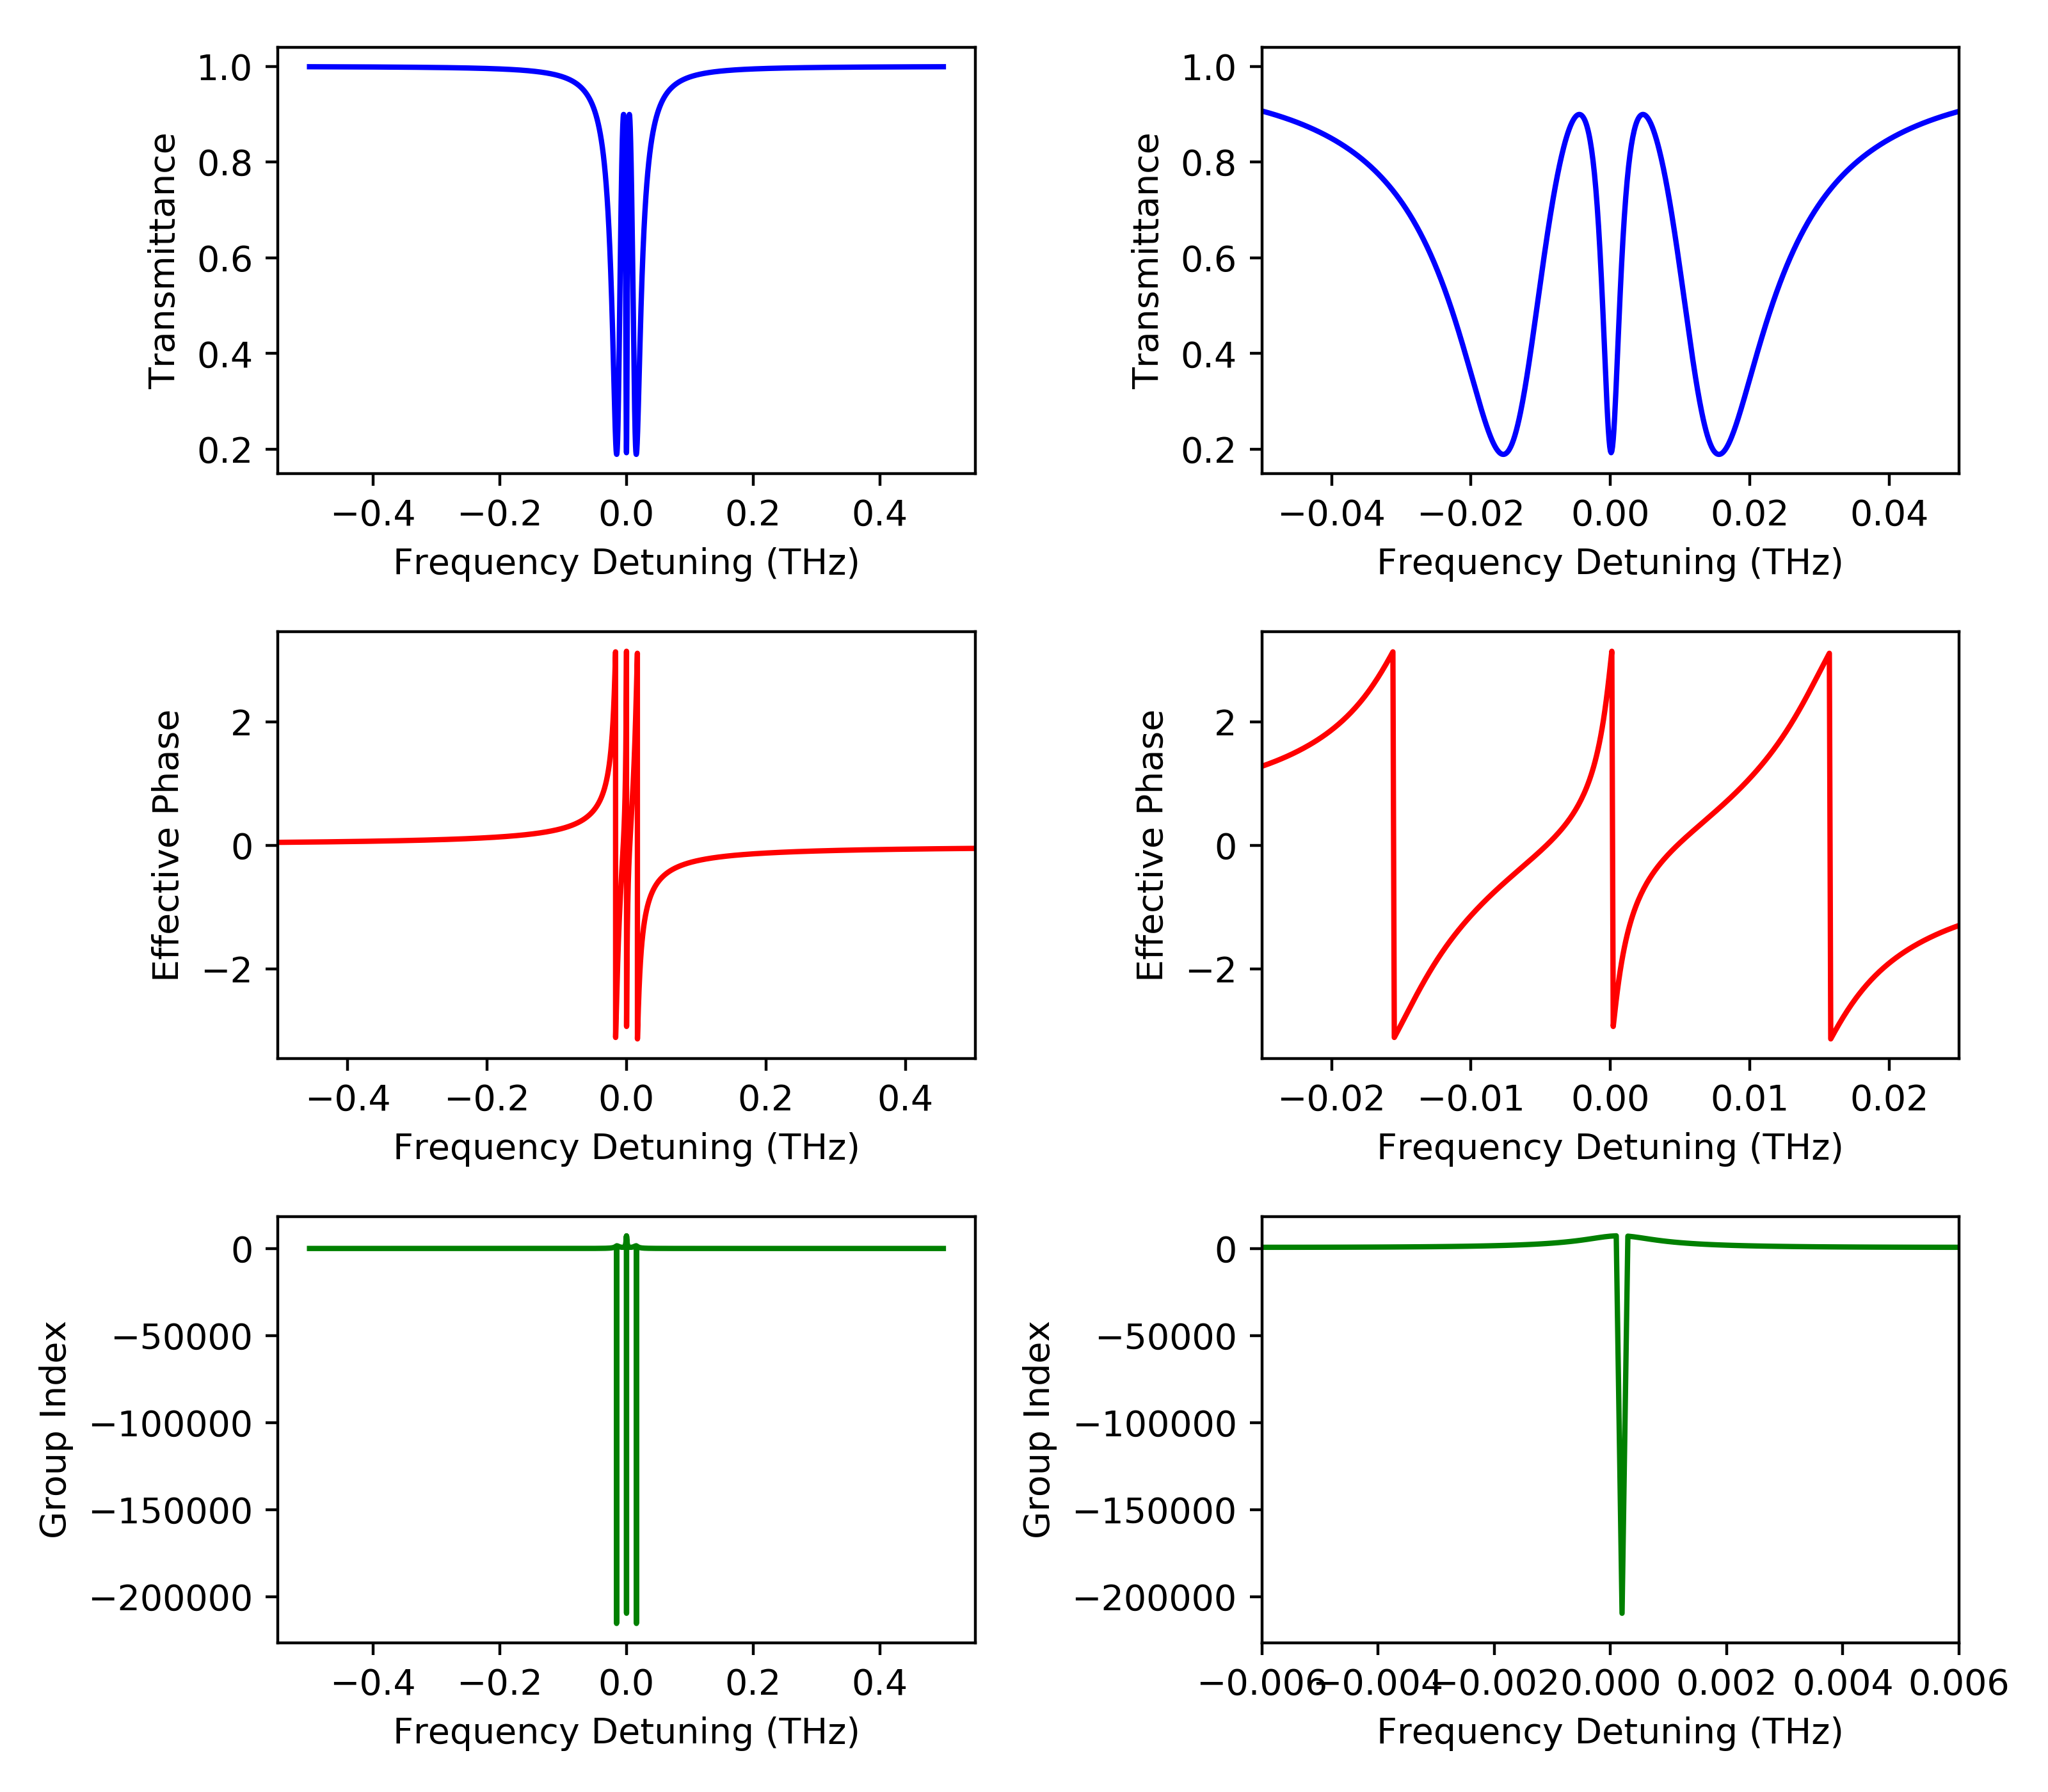 1.0
0.8
0.6
0.4
0.2
Transmittance
−0.4 −0.2 0.0 0.2 0.4
Frequency Detuning (THz)
1.0
0.8
0.6
0.4
0.2
Transmittance
−0.04 −0.02 0.00 0.02 0.04
Frequency Detuning (THz)
2
0
−2
Effective Phase
−0.4 −0.2 0.0 0.2 0.4
Frequency Detuning (THz)
2
0
−2
Effective Phase
−0.02 −0.01 0.00 0.01 0.02
Frequency Detuning (THz)
0
−50000
−100000
−150000
−200000
Group Index
−0.4 −0.2 0.0 0.2 0.4
Frequency Detuning (THz)
0
−50000
−100000
−150000
−200000
Group Index
−0.006 −0.004 −0.002 0.000 0.002 0.004 0.006
Frequency Detuning (THz)